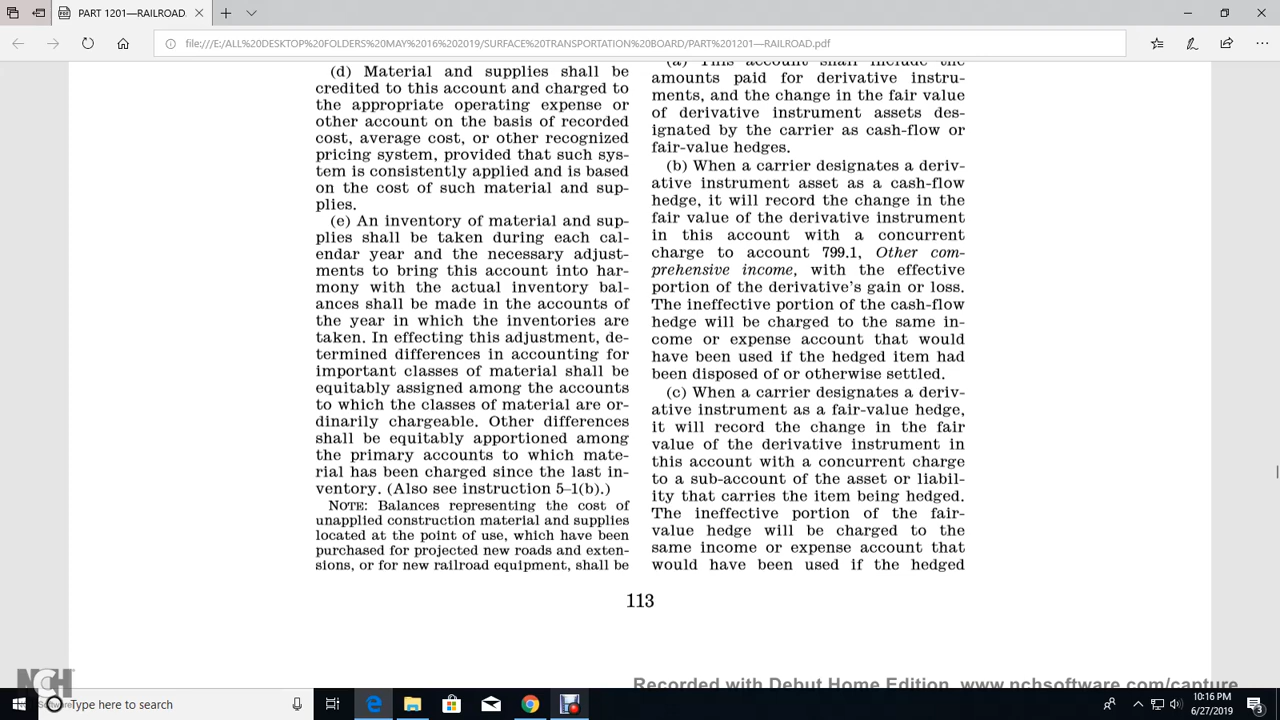 PART 1201—RAILROAD
file:///E:/ALL%20DESKTOP%20FOLDERS%20MAY%2016%202019/SURFACE%20TRANSPORTATION%20BOARD/PART%201201—RAILROAD.pdf
(d) Material and supplies shall be
credited to this account and charged to
the appropriate operating expense or
other account on the basis of recorded
cost, average cost, or other recognized
pricing system, provided that such sys-
tem is consistently applied and is based
on the cost of such material and sup-
plies.
(e) An inventory of material and sup-
plies shall be taken during each cal-
endar year and the necessary adjust-
ments to bring this account into har-
mony with the actual inventory bal-
ances shall be made in the accounts of
the year in which the inventories are
taken. In effecting this adjustment, de-
termined differences in accounting for
important classes of material shall be
equitably assigned among the accounts
to which the classes of material are or-
dinarily chargeable. Other differences
shall be equitably apportioned among
the primary accounts to which mate-
rial has been charged since the last in-
ventory. (Also see instruction 5–1(b).)
NOTE: Balances representing the cost of
unapplied construction material and supplies
located at the point of use, which have been
purchased for projected new roads and exten-
sions, or for new railroad equipment, shall be
(a) This account shall include the
amounts paid for derivative instru-
ments, and the change in the fair value
of derivative instrument assets des-
ignated by the carrier as cash-flow or
fair-value hedges.
(b) When a carrier designates a deriv-
ative instrument asset as a cash-flow
hedge, it will record the change in the
fair value of the derivative instrument
in this account with a concurrent
charge to account 799.1, Other com-
prehensive income, with the effective
portion of the derivative's gain or loss.
The ineffective portion of the cash-flow
hedge will be charged to the same in-
come or expense account that would
have been used if the hedged item had
been disposed of or otherwise settled.
(c) When a carrier designates a deriv-
ative instrument as a fair-value hedge,
it will record the change in the fair
value of the derivative instrument in
this account with a concurrent charge
to a sub-account of the asset or liabil-
ity that carries the item being hedged.
The ineffective portion of the fair-
value hedge will be charged to the
same income or expense account that
would have been used if the hedged
113
NCH
Software
Recorded with Debut Home Edition. www.nchsoftware.com/capture
Type here to search
10:16 PM
6/27/2019
3